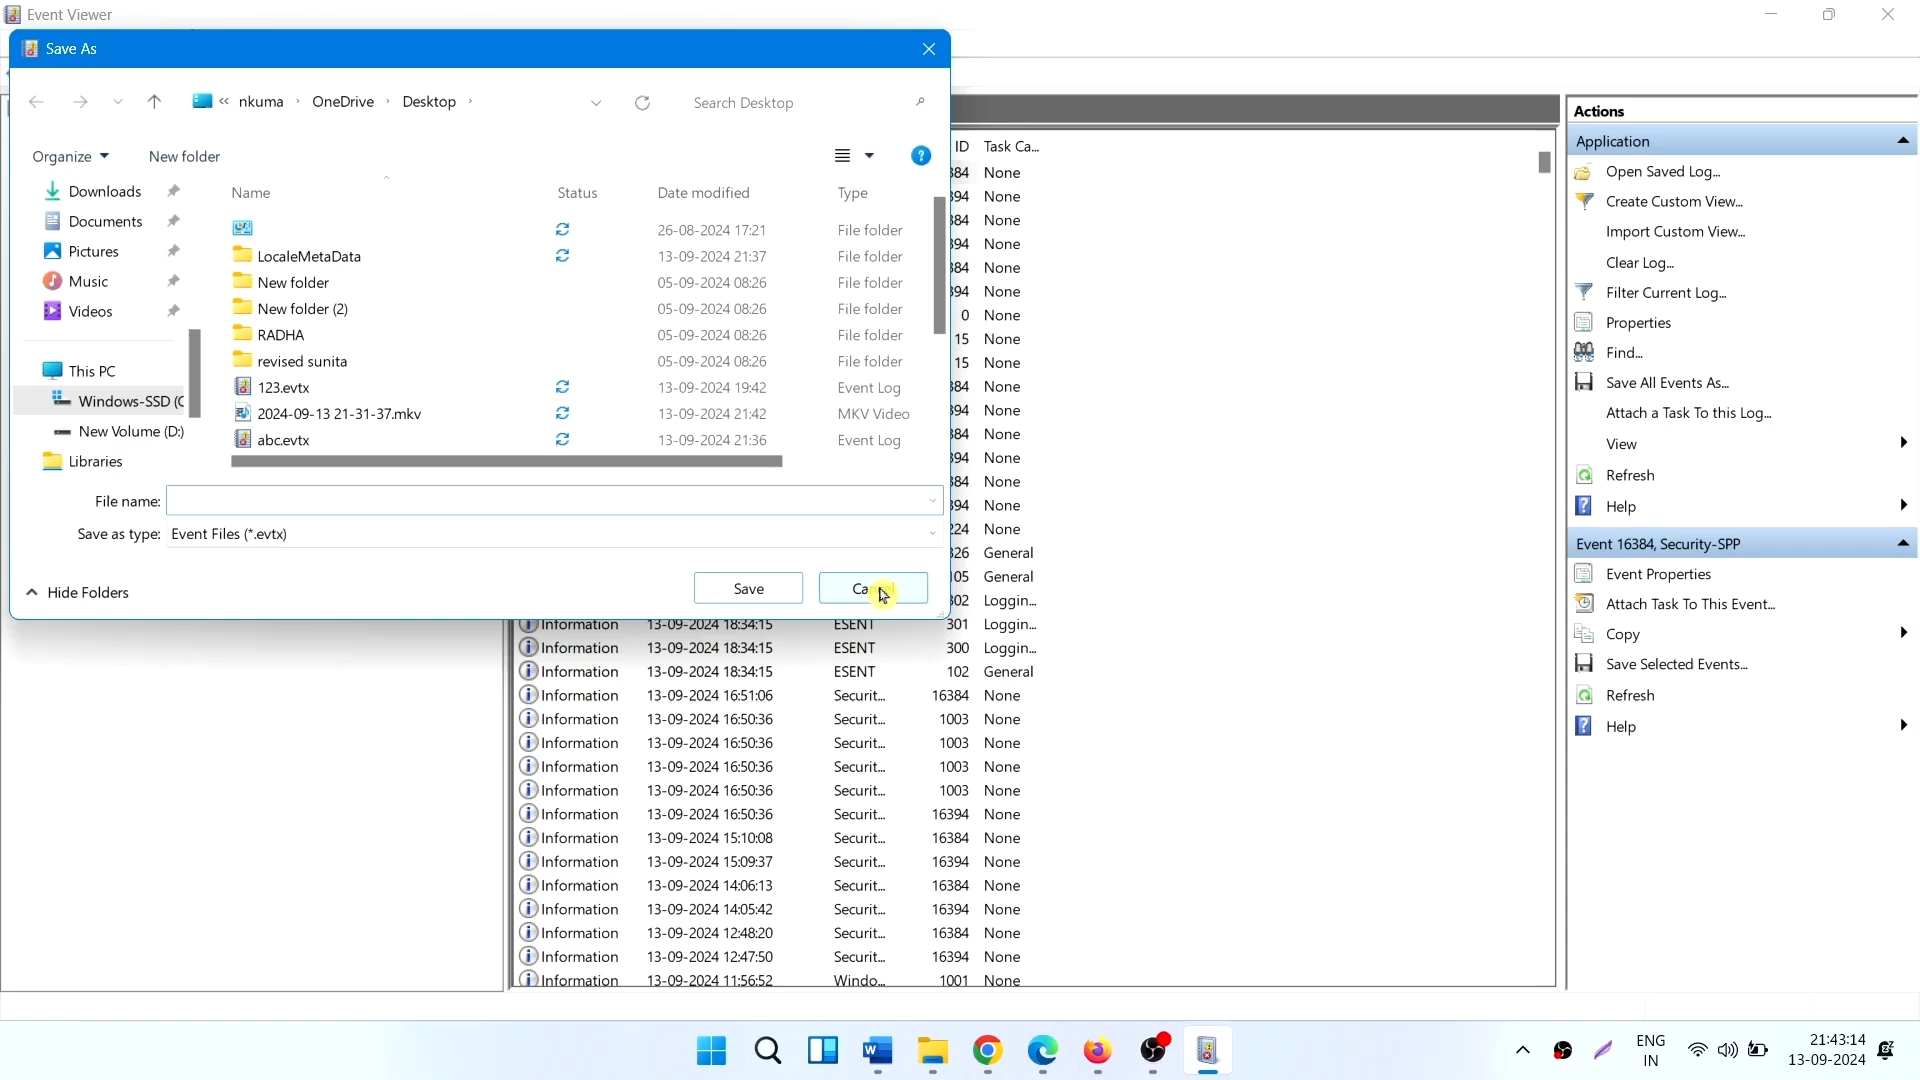 Event Viewer
Save As
« nkuma › OneDrive › Desktop ›
Search Desktop
Organize
New folder
Downloads
Documents
Pictures
Music
Videos
This PC
Windows-SSD (C
New Volume (D:)
Libraries
Name Status Date modified Type
26-08-2024 17:21 File folder
LocaleMetaData 13-09-2024 21:37 File folder
New folder 05-09-2024 08:26 File folder
New folder (2) 05-09-2024 08:26 File folder
RADHA 05-09-2024 08:26 File folder
revised sunita 05-09-2024 08:26 File folder
123.evtx 13-09-2024 19:42 Event Log
2024-09-13 21-31-37.mkv 13-09-2024 21:42 MKV Video
abc.evtx 13-09-2024 21:36 Event Log
File name:
Save as type: Event Files (*.evtx)
Hide Folders
Save
Cancel
ID Task Ca...
384 None
394 None
384 None
394 None
384 None
394 None
0 None
15 None
15 None
384 None
394 None
384 None
394 None
384 None
394 None
224 None
326 General
105 General
302 Loggin...
Information 13-09-2024 18:34:15 ESENT 301 Loggin...
Information 13-09-2024 18:34:15 ESENT 300 Loggin...
Information 13-09-2024 18:34:15 ESENT 102 General
Information 13-09-2024 16:51:06 Securit... 16384 None
Information 13-09-2024 16:50:36 Securit... 1003 None
Information 13-09-2024 16:50:36 Securit... 1003 None
Information 13-09-2024 16:50:36 Securit... 1003 None
Information 13-09-2024 16:50:36 Securit... 1003 None
Information 13-09-2024 16:50:36 Securit... 16394 None
Information 13-09-2024 15:10:08 Securit... 16384 None
Information 13-09-2024 15:09:37 Securit... 16394 None
Information 13-09-2024 14:06:13 Securit... 16384 None
Information 13-09-2024 14:05:42 Securit... 16394 None
Information 13-09-2024 12:48:20 Securit... 16384 None
Information 13-09-2024 12:47:50 Securit... 16394 None
Information 13-09-2024 11:56:52 Windo... 1001 None
Actions
Application
Open Saved Log...
Create Custom View...
Import Custom View...
Clear Log...
Filter Current Log...
Properties
Find...
Save All Events As...
Attach a Task To this Log...
View
Refresh
Help
Event 16384, Security-SPP
Event Properties
Attach Task To This Event...
Copy
Save Selected Events...
Refresh
Help
ENG
IN
21:43:14
13-09-2024